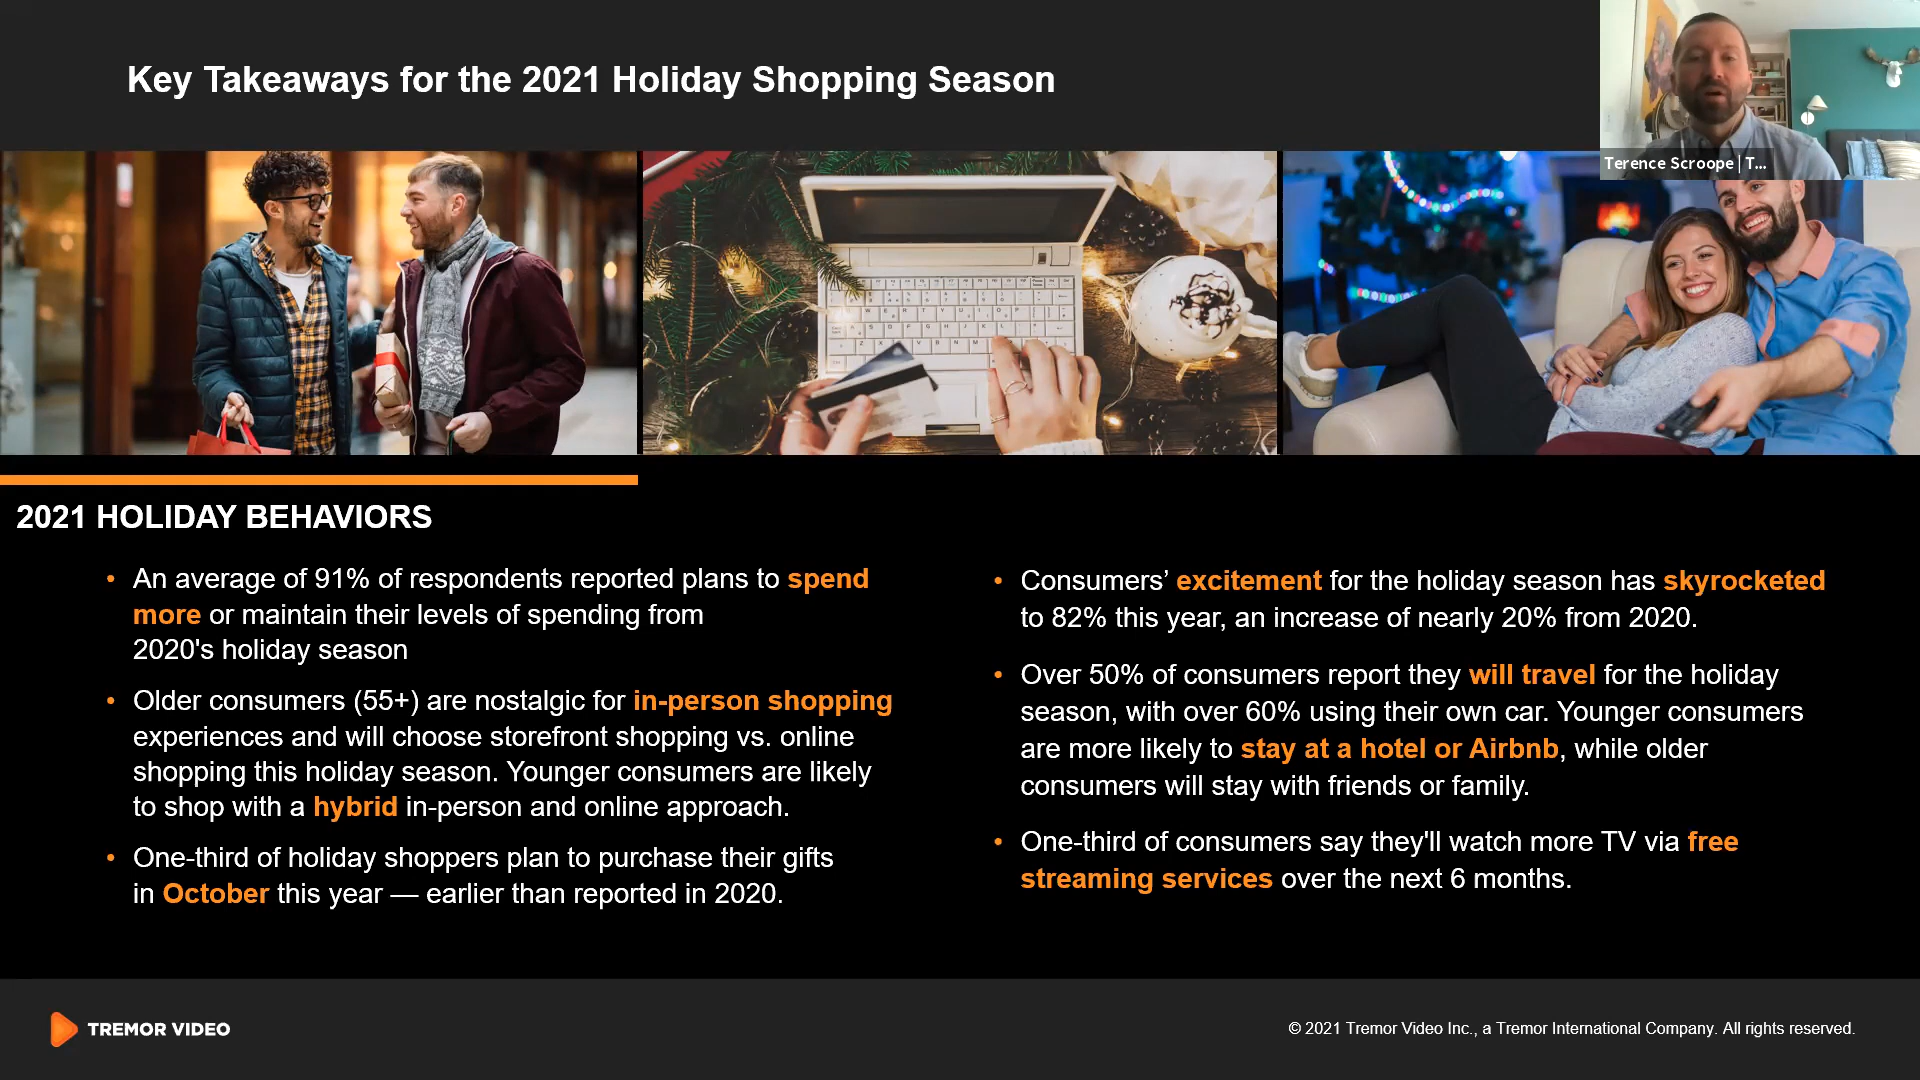 Key Takeaways for the 2021 Holiday Shopping Season
Terence Scroope | T...
2021 HOLIDAY BEHAVIORS
• An average of 91% of respondents reported plans to spend
more or maintain their levels of spending from
2020's holiday season
• Older consumers (55+) are nostalgic for in-person shopping
experiences and will choose storefront shopping vs. online
shopping this holiday season. Younger consumers are likely
to shop with a hybrid in-person and online approach.
• One-third of holiday shoppers plan to purchase their gifts
in October this year — earlier than reported in 2020.
• Consumers’ excitement for the holiday season has skyrocketed
to 82% this year, an increase of nearly 20% from 2020.
• Over 50% of consumers report they will travel for the holiday
season, with over 60% using their own car. Younger consumers
are more likely to stay at a hotel or Airbnb, while older
consumers will stay with friends or family.
• One-third of consumers say they'll watch more TV via free
streaming services over the next 6 months.
TREMOR VIDEO
© 2021 Tremor Video Inc., a Tremor International Company. All rights reserved.